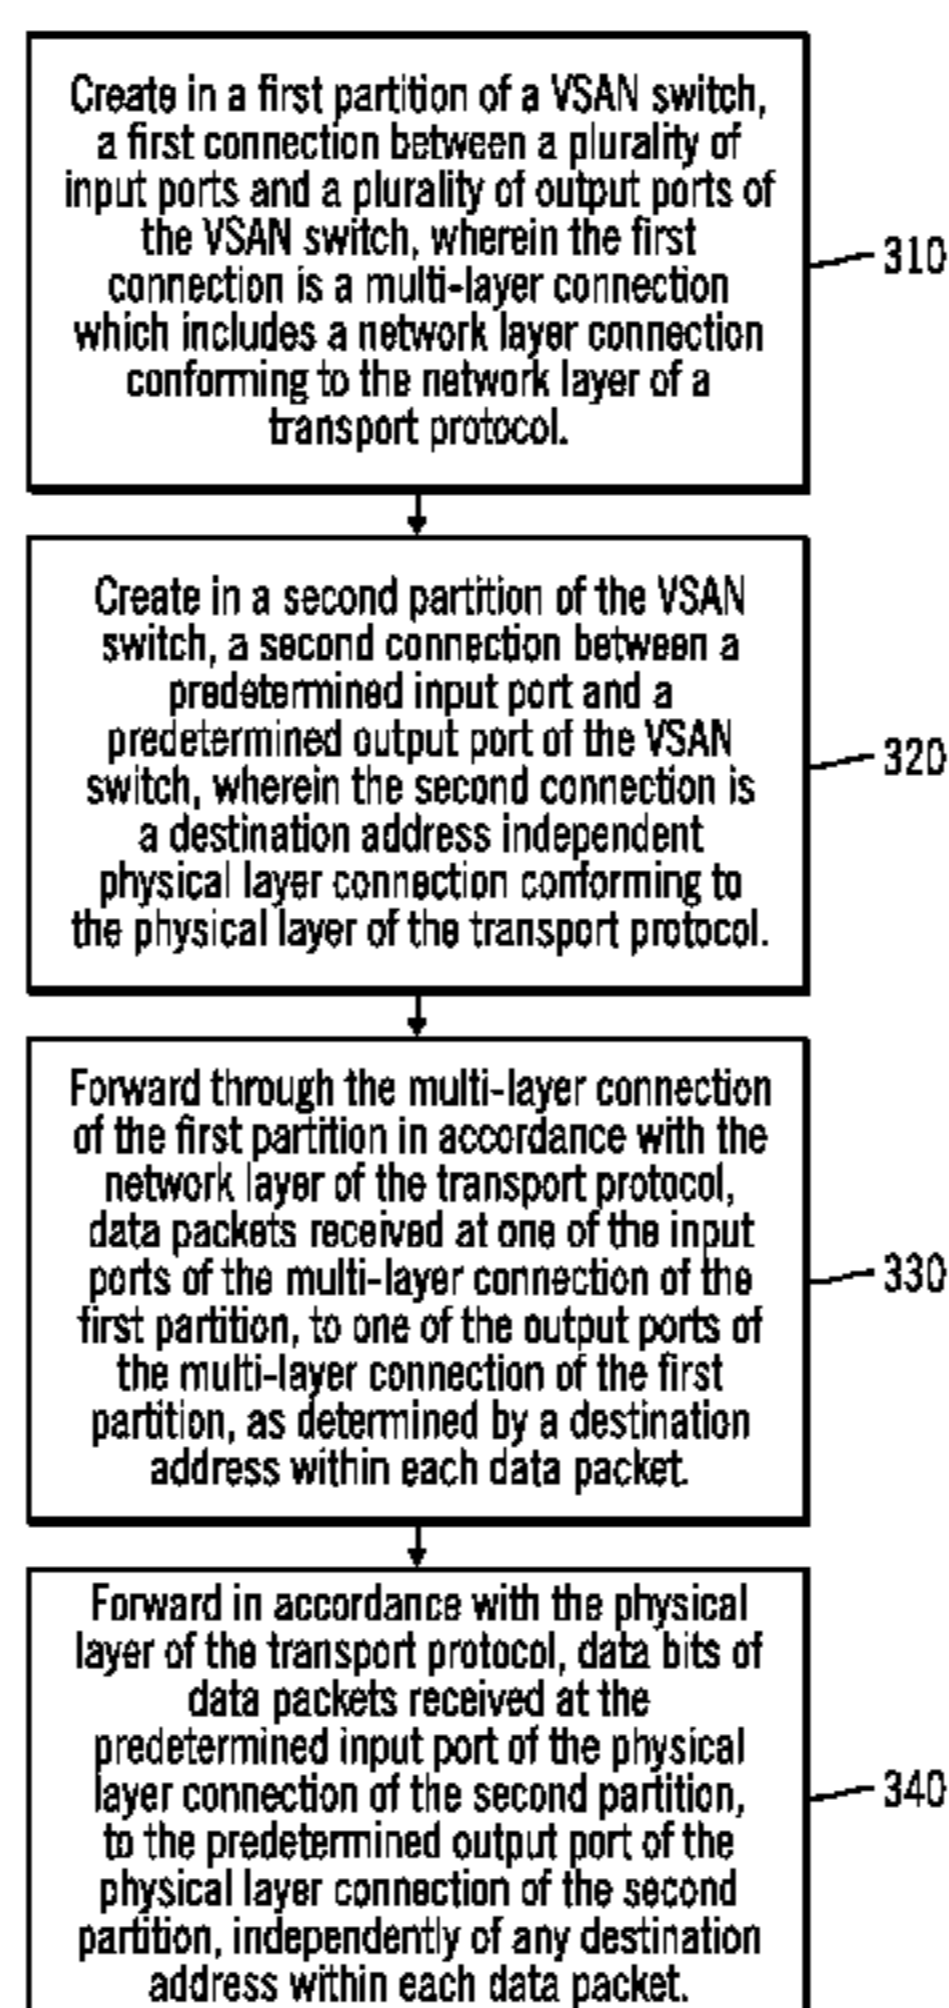 Create in a first partition of a VSAN switch,
a first connection between a plurality of
input ports and a plurality of output ports of
the VSAN switch, wherein the first
connection is a multi-layer connection
which includes a network layer connection
conforming to the network layer of a
transport protocol.
310
Create in a second partition of the VSAN
switch, a second connection between a
predetermined input port and a
predetermined output port of the VSAN
switch, wherein the second connection is
a destination address independent
physical layer connection conforming to
the physical layer of the transport protocol.
320
Forward through the multi-layer connection
of the first partition in accordance with the
network layer of the transport protocol,
data packets received at one of the input
ports of the multi-layer connection of the
first partition, to one of the output ports of
the multi-layer connection of the first
partition, as determined by a destination
address within each data packet.
330
Forward in accordance with the physical
layer of the transport protocol, data bits of
data packets received at the
predetermined input port of the physical
layer connection of the second partition,
to the predetermined output port of the
physical layer connection of the second
partition, independently of any destination
address within each data packet.
340